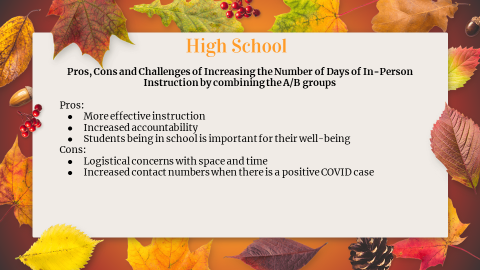 High School
Pros, Cons and Challenges of Increasing the Number of Days of In-Person
Instruction by combining the A/B groups
Pros:
● More effective instruction
● Increased accountability
● Students being in school is important for their well-being
Cons:
● Logistical concerns with space and time
● Increased contact numbers when there is a positive COVID case